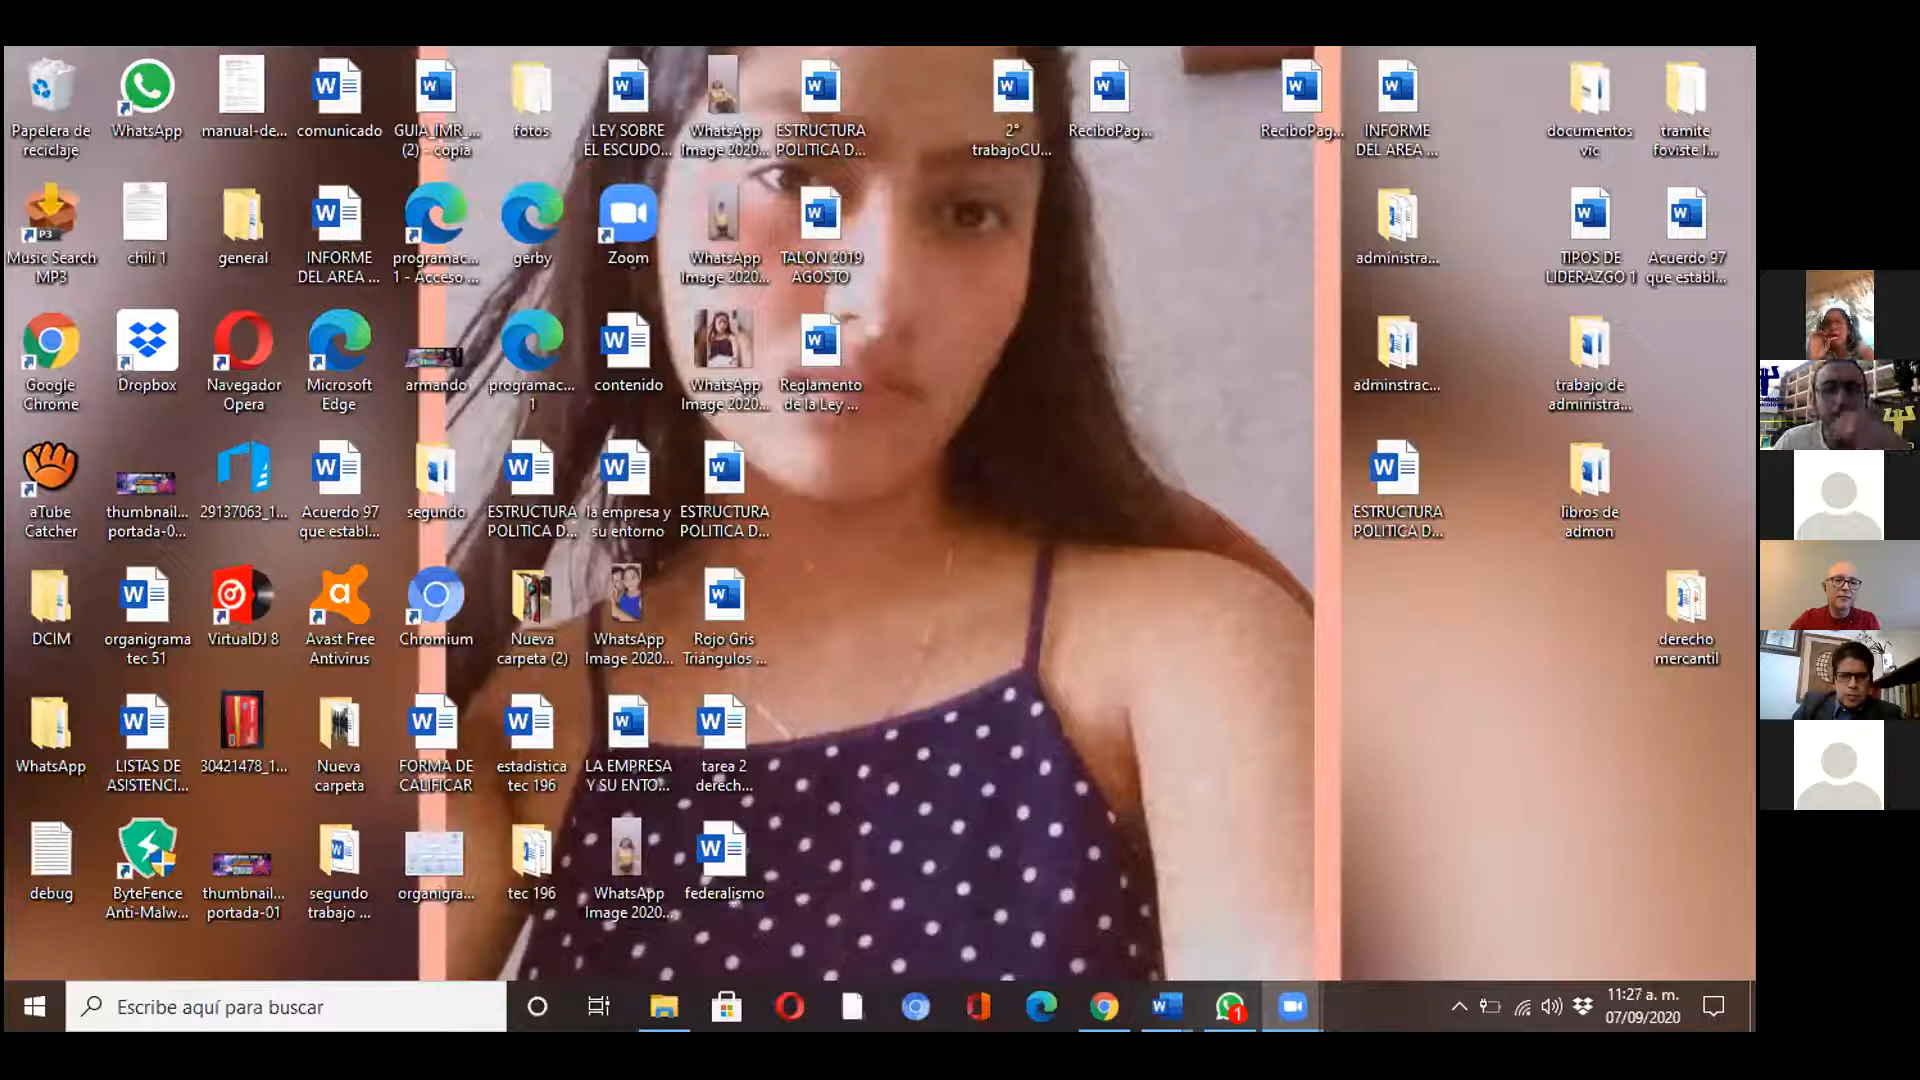 Papelera de
reciclaje
WhatsApp
manual-de...
comunicado
GUIA_IMR_...
(2) - copia
fotos
LEY SOBRE
EL ESCUDO...
WhatsApp
Image 2020...
ESTRUCTURA
POLITICA D...
2°
trabajoCU...
ReciboPag...
ReciboPag...
INFORME
DEL AREA ...
documentos
vic
tramite
foviste l...
Music Search
MP3
chili 1
general
INFORME
DEL AREA ...
programac...
1 - Acceso ...
gerby
Zoom
WhatsApp
Image 2020...
TALON 2019
AGOSTO
administra...
TIPOS DE
LIDERAZGO 1
Acuerdo 97
que establ...
Google
Chrome
Dropbox
Navegador
Opera
Microsoft
Edge
armando
programac...
1
contenido
WhatsApp
Image 2020...
Reglamento
de la Ley ...
adminstrac...
trabajo de
administra...
aTube
Catcher
thumbnail...
portada-0...
29137063_1...
Acuerdo 97
que establ...
segundo
ESTRUCTURA
POLITICA D...
la empresa y
su entorno
ESTRUCTURA
POLITICA D...
ESTRUCTURA
POLITICA D...
libros de
admon
DCIM
organigrama
tec 51
VirtualDJ 8
Avast Free
Antivirus
Chromium
Nueva
carpeta (2)
WhatsApp
Image 2020...
Rojo Gris
Triángulos ...
derecho
mercantil
WhatsApp
LISTAS DE
ASISTENCI...
30421478_1...
Nueva
carpeta
FORMA DE
CALIFICAR
estadistica
tec 196
LA EMPRESA
Y SU ENTO...
tarea 2
derech...
debug
ByteFence
Anti-Malw...
thumbnail...
portada-01
segundo
trabajo ...
organigra...
tec 196
WhatsApp
Image 2020...
federalismo
Escribe aquí para buscar
1
11:27 a. m.
07/09/2020